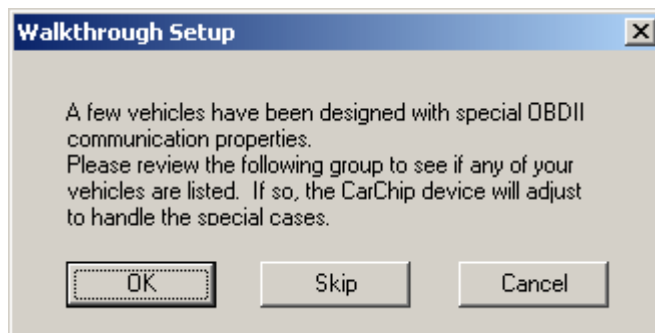 Walkthrough Setup
A few vehicles have been designed with special OBDII
communication properties.
Please review the following group to see if any of your
vehicles are listed.  If so, the CarChip device will adjust
to handle the special cases.
OK
Skip
Cancel